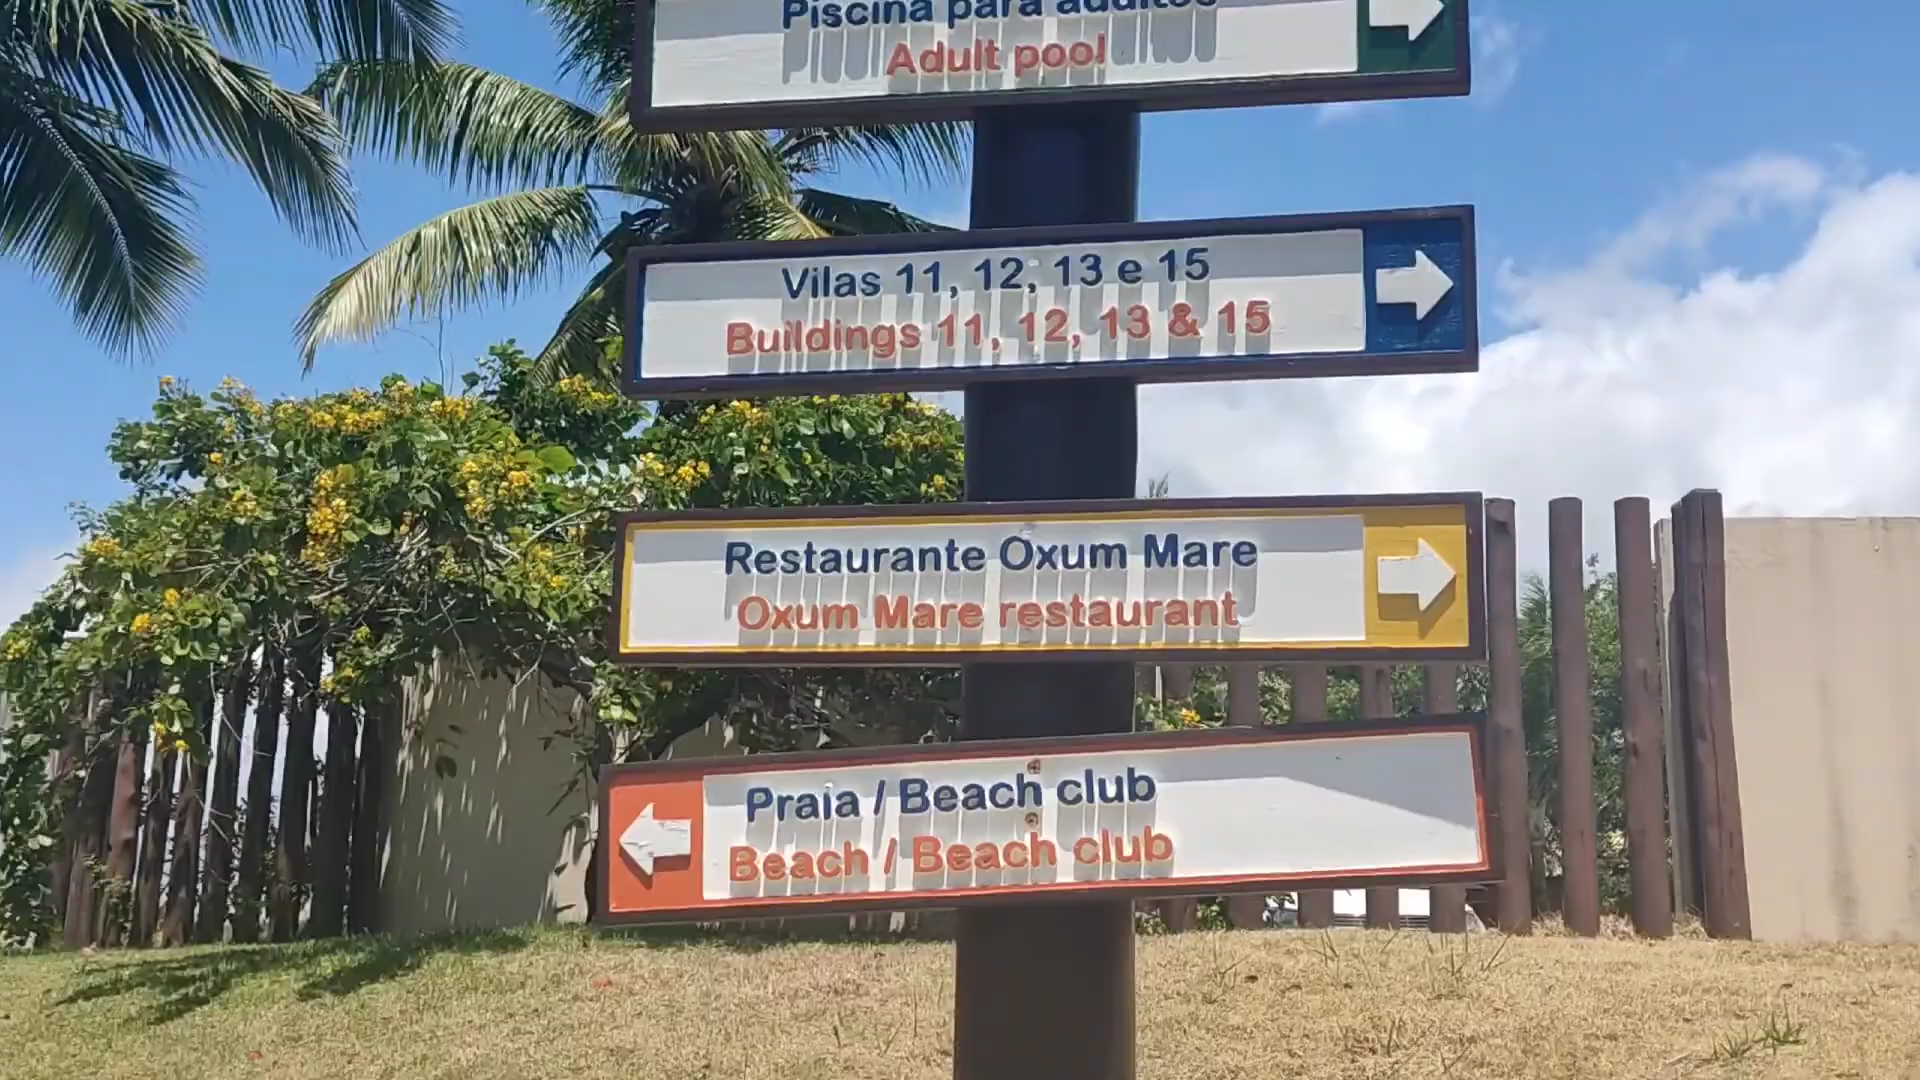 Piscina para adultos
Adult pool
Vilas 11, 12, 13 e 15
Buildings 11, 12, 13 & 15
Restaurante Oxum Mare
Oxum Mare restaurant
Praia / Beach club
Beach / Beach club